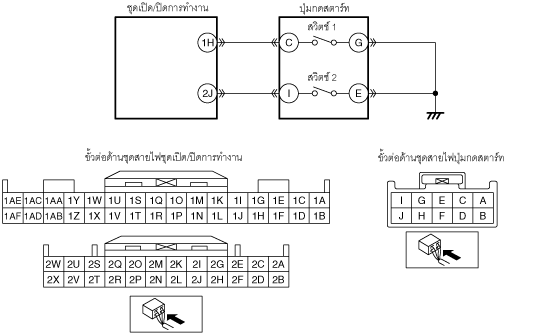 ชุดเปิด/ปิดการทำงาน
ปุ่มกดสตาร์ท
สวิตช์ 1
1H C G
สวิตช์ 2
2J I E
ขั้วต่อด้านชุดสายไฟชุดเปิด/ปิดการทำงาน
1AE 1AC 1AA 1Y 1W 1U 1S 1Q 1O 1M 1K 1I 1G 1E 1C 1A
1AF 1AD 1AB 1Z 1X 1V 1T 1R 1P 1N 1L 1J 1H 1F 1D 1B
2W 2U 2S 2Q 2O 2M 2K 2I 2G 2E 2C 2A
2X 2V 2T 2R 2P 2N 2L 2J 2H 2F 2D 2B
ขั้วต่อด้านชุดสายไฟปุ่มกดสตาร์ท
I G E C A
J H F D B